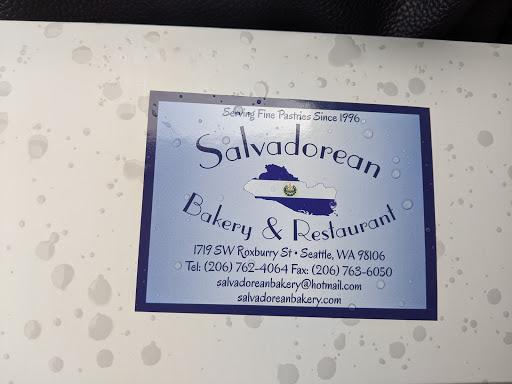 Serving Fine Pastries Since 1996
Salvadorean
Bakery & Restaurant
1719 SW Roxburry St • Seattle, WA 98106
Tel: (206) 762-4064 Fax: (206) 763-6050
salvadoreanbakery@hotmail.com
salvadoreanbakery.com